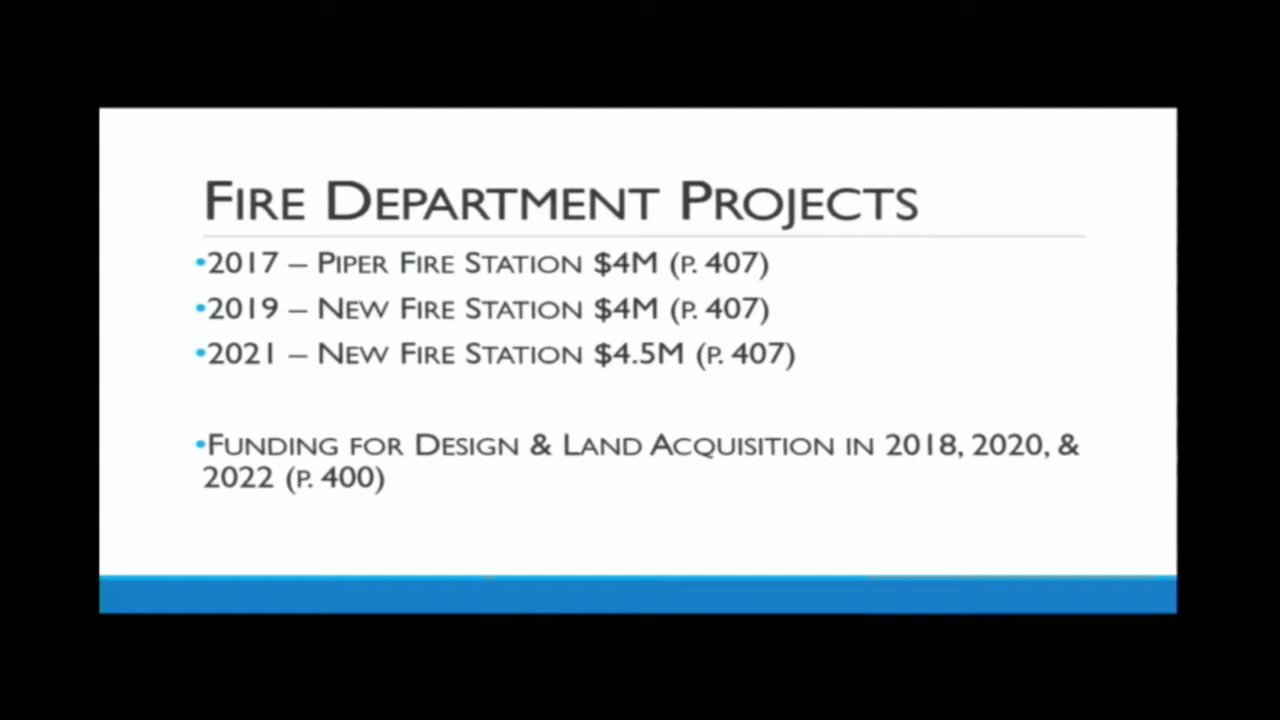 Fire Department Projects
•2017 – Piper Fire Station $4M (p. 407)
•2019 – New Fire Station $4M (p. 407)
•2021 – New Fire Station $4.5M (p. 407)
•Funding for Design & Land Acquisition in 2018, 2020, &
2022 (p. 400)